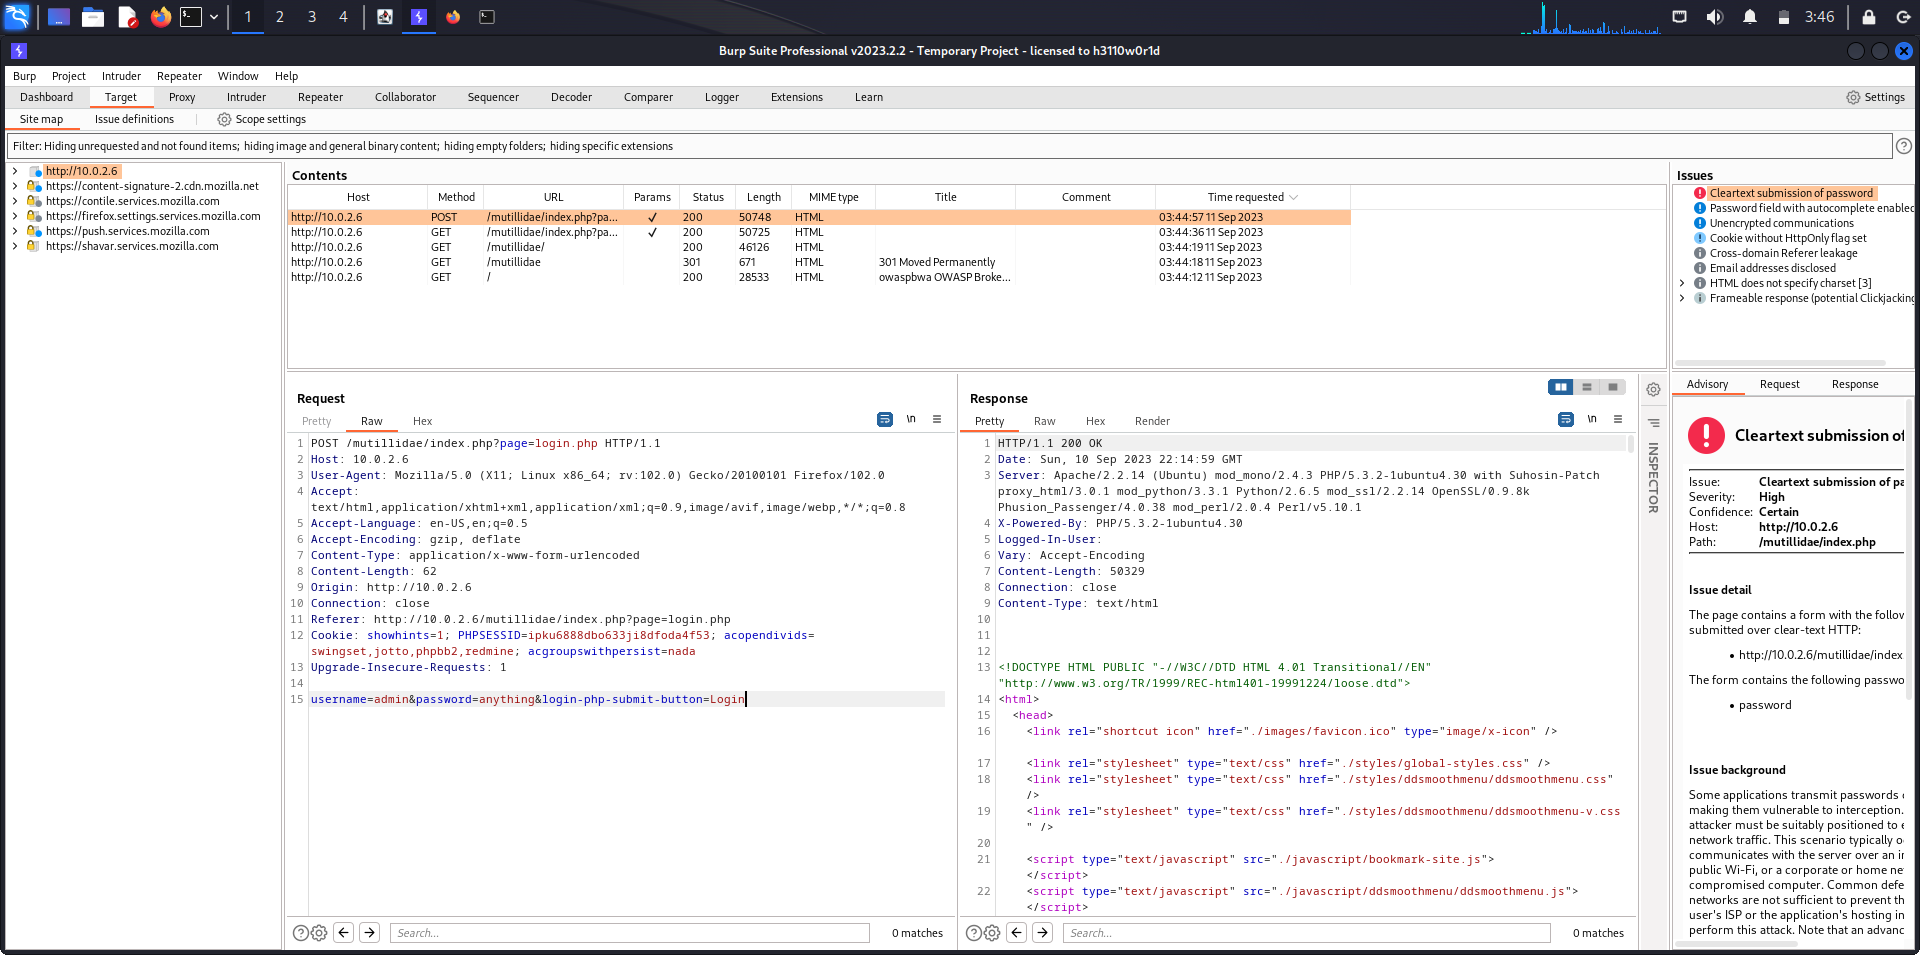 1 2 3 4 3:46
Burp Suite Professional v2023.2.2 - Temporary Project - licensed to h3110w0r1d
Burp Project Intruder Repeater Window Help
Dashboard Target Proxy Intruder Repeater Collaborator Sequencer Decoder Comparer Logger Extensions Learn Settings
Site map Issue definitions Scope settings
Filter: Hiding unrequested and not found items; hiding image and general binary content; hiding empty folders; hiding specific extensions
http://10.0.2.6
https://content-signature-2.cdn.mozilla.net
https://contile.services.mozilla.com
https://firefox.settings.services.mozilla.com
https://push.services.mozilla.com
https://shavar.services.mozilla.com
Contents
Host Method URL Params Status Length MIME type Title Comment Time requested
http://10.0.2.6 POST /mutillidae/index.php?pa... ✓ 200 50748 HTML 03:44:57 11 Sep 2023
http://10.0.2.6 GET /mutillidae/index.php?pa... ✓ 200 50725 HTML 03:44:36 11 Sep 2023
http://10.0.2.6 GET /mutillidae/ 200 46126 HTML 03:44:19 11 Sep 2023
http://10.0.2.6 GET /mutillidae 301 671 HTML 301 Moved Permanently 03:44:18 11 Sep 2023
http://10.0.2.6 GET / 200 28533 HTML owaspbwa OWASP Broke... 03:44:12 11 Sep 2023
Issues
Cleartext submission of password
Password field with autocomplete enabled
Unencrypted communications
Cookie without HttpOnly flag set
Cross-domain Referer leakage
Email addresses disclosed
HTML does not specify charset [3]
Frameable response (potential Clickjacking
Request
Pretty Raw Hex \n
1 POST /mutillidae/index.php?page=login.php HTTP/1.1
2 Host: 10.0.2.6
3 User-Agent: Mozilla/5.0 (X11; Linux x86_64; rv:102.0) Gecko/20100101 Firefox/102.0
4 Accept:
text/html,application/xhtml+xml,application/xml;q=0.9,image/avif,image/webp,*/*;q=0.8
5 Accept-Language: en-US,en;q=0.5
6 Accept-Encoding: gzip, deflate
7 Content-Type: application/x-www-form-urlencoded
8 Content-Length: 62
9 Origin: http://10.0.2.6
10 Connection: close
11 Referer: http://10.0.2.6/mutillidae/index.php?page=login.php
12 Cookie: showhints=1; PHPSESSID=ipku6888dbo633ji8dfoda4f53; acopendivids=
swingset,jotto,phpbb2,redmine; acgroupswithpersist=nada
13 Upgrade-Insecure-Requests: 1
14
15 username=admin&password=anything&login-php-submit-button=Login
Search... 0 matches
Response
Pretty Raw Hex Render \n
1 HTTP/1.1 200 OK
2 Date: Sun, 10 Sep 2023 22:14:59 GMT
3 Server: Apache/2.2.14 (Ubuntu) mod_mono/2.4.3 PHP/5.3.2-1ubuntu4.30 with Suhosin-Patch
proxy_html/3.0.1 mod_python/3.3.1 Python/2.6.5 mod_ssl/2.2.14 OpenSSL/0.9.8k
Phusion_Passenger/4.0.38 mod_perl/2.0.4 Perl/v5.10.1
4 X-Powered-By: PHP/5.3.2-1ubuntu4.30
5 Logged-In-User:
6 Vary: Accept-Encoding
7 Content-Length: 50329
8 Connection: close
9 Content-Type: text/html
10
11
12
13 <!DOCTYPE HTML PUBLIC "-//W3C//DTD HTML 4.01 Transitional//EN"
"http://www.w3.org/TR/1999/REC-html401-19991224/loose.dtd">
14 <html>
15 <head>
16 <link rel="shortcut icon" href="./images/favicon.ico" type="image/x-icon" />
17 <link rel="stylesheet" type="text/css" href="./styles/global-styles.css" />
18 <link rel="stylesheet" type="text/css" href="./styles/ddsmoothmenu/ddsmoothmenu.css"
/>
19 <link rel="stylesheet" type="text/css" href="./styles/ddsmoothmenu/ddsmoothmenu-v.css
" />
20
21 <script type="text/javascript" src="./javascript/bookmark-site.js">
</script>
22 <script type="text/javascript" src="./javascript/ddsmoothmenu/ddsmoothmenu.js">
</script>
Search... 0 matches
INSPECTOR
Advisory Request Response
Cleartext submission of
Issue: Cleartext submission of pa
Severity: High
Confidence: Certain
Host: http://10.0.2.6
Path: /mutillidae/index.php
Issue detail
The page contains a form with the follow
submitted over clear-text HTTP:
• http://10.0.2.6/mutillidae/index
The form contains the following passwo
• password
Issue background
Some applications transmit passwords
making them vulnerable to interception.
attacker must be suitably positioned to
network traffic. This scenario typically o
communicates with the server over an in
public Wi-Fi, or a corporate or home net
compromised computer. Common defe
networks are not sufficient to prevent th
user's ISP or the application's hosting in
perform this attack. Note that an advanc